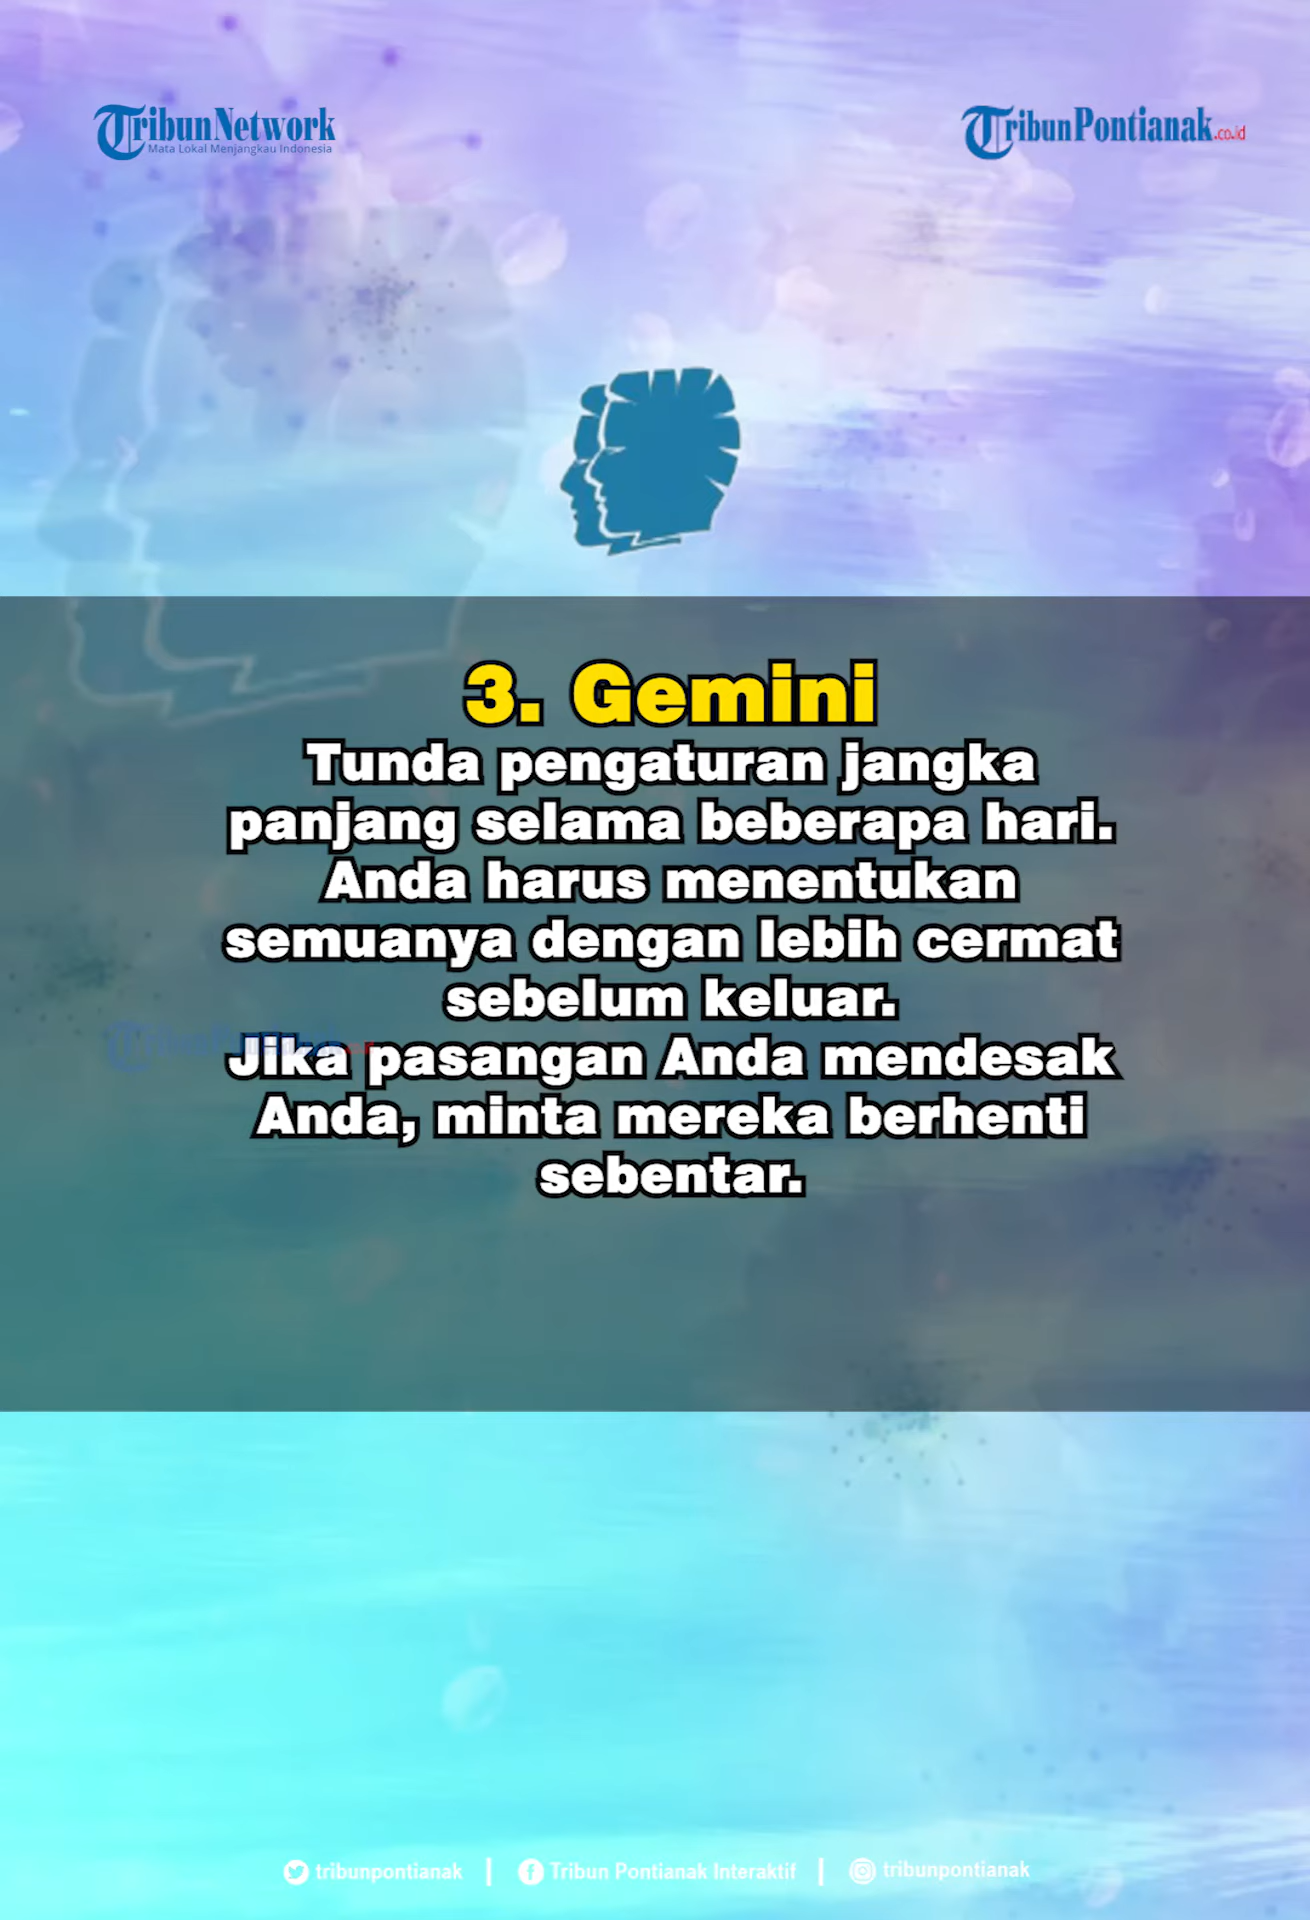 TribunNetwork
Mata Lokal Menjangkau Indonesia
TribunPontianak.co.id
3. Gemini
Tunda pengaturan jangka
panjang selama beberapa hari.
Anda harus menentukan
semuanya dengan lebih cermat
sebelum keluar.
Jika pasangan Anda mendesak
Anda, minta mereka berhenti
sebentar.
tribunpontianak | Tribun Pontianak Interaktif | tribunpontianak